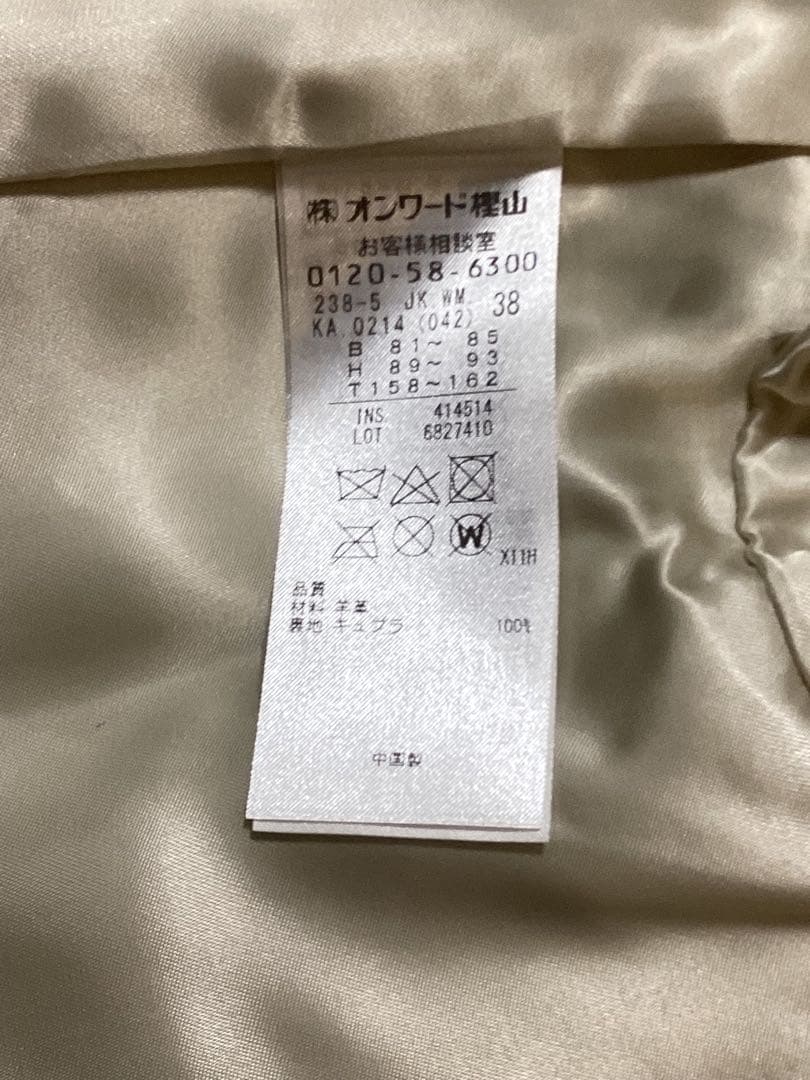 (株)オンワード樫山
お客様相談室
0120-58-6300
238-5 JK.WM. 38
KA.0214(042)
B 81～ 85
H 89～ 93
T158～162
INS. 414514
LOT 6827410
W
X11H
品質
材料 羊革
裏地 キュプラ 100%
中国製